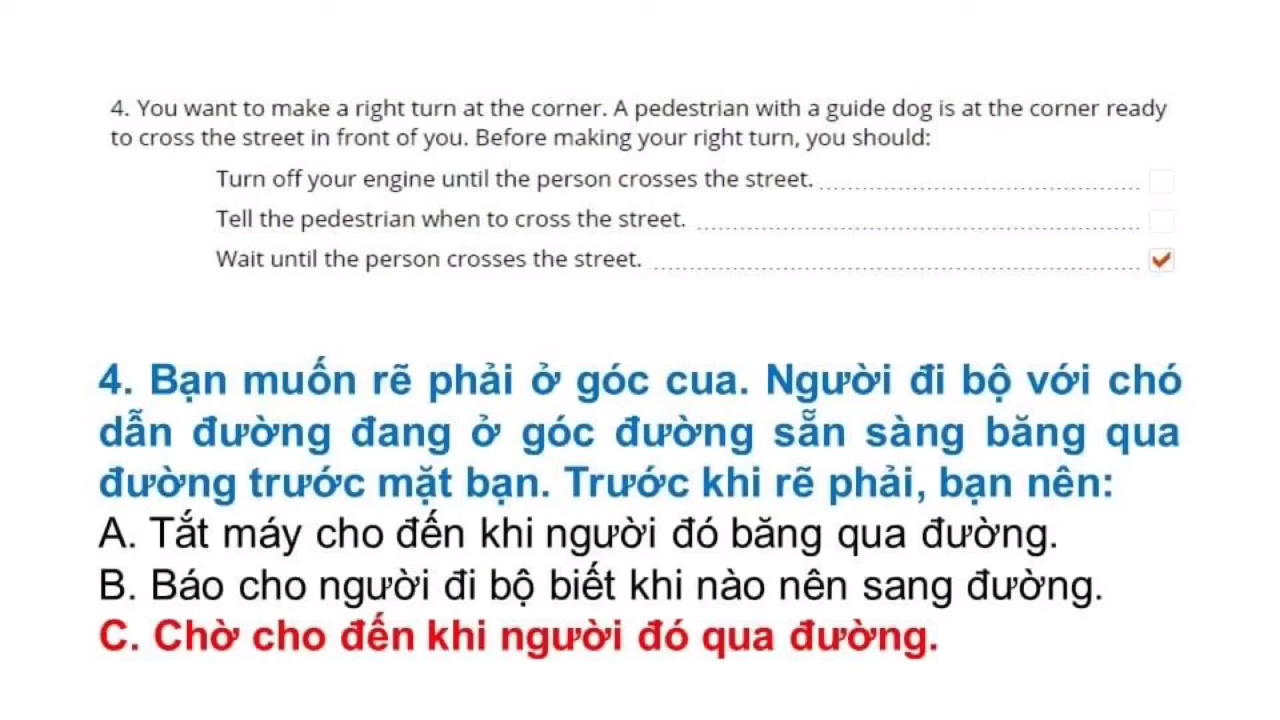 4. You want to make a right turn at the corner. A pedestrian with a guide dog is at the corner ready
to cross the street in front of you. Before making your right turn, you should:
Turn off your engine until the person crosses the street.
Tell the pedestrian when to cross the street.
Wait until the person crosses the street.
4. Bạn muốn rẽ phải ở góc cua. Người đi bộ với chó
dẫn đường đang ở góc đường sẵn sàng băng qua
đường trước mặt bạn. Trước khi rẽ phải, bạn nên:
A. Tắt máy cho đến khi người đó băng qua đường.
B. Báo cho người đi bộ biết khi nào nên sang đường.
C. Chờ cho đến khi người đó qua đường.